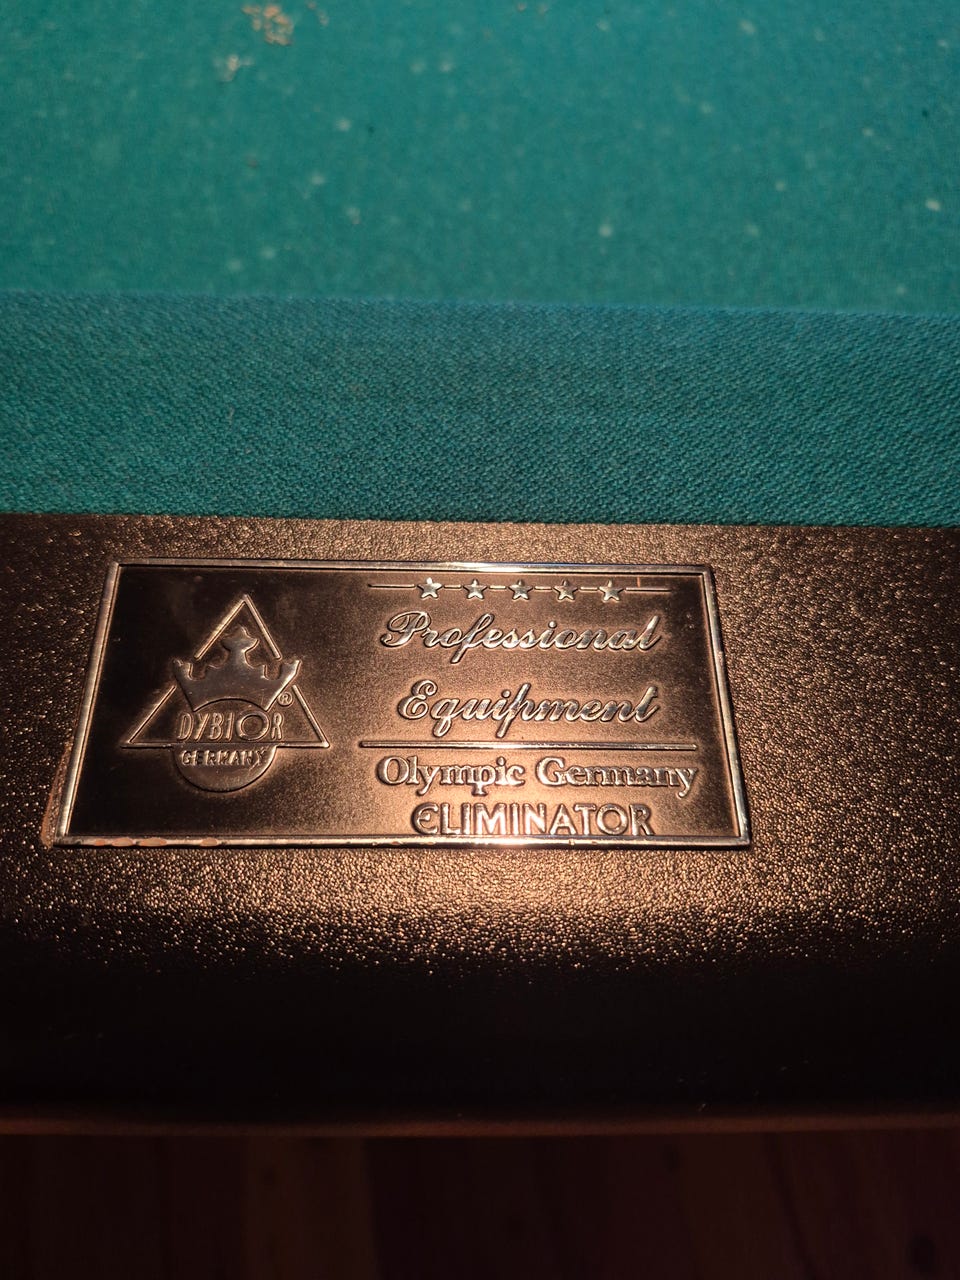 DYBIOR®
GERMANY
Professional
Equipment
Olympic Germany
ELIMINATOR